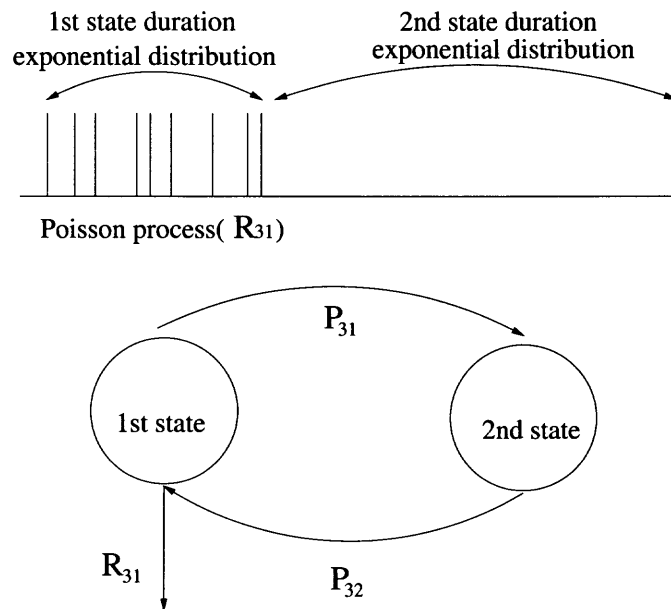 1st state duration
exponential distribution
2nd state duration
exponential distribution
Poisson process( R31)
P31
1st state
2nd state
R31
P32